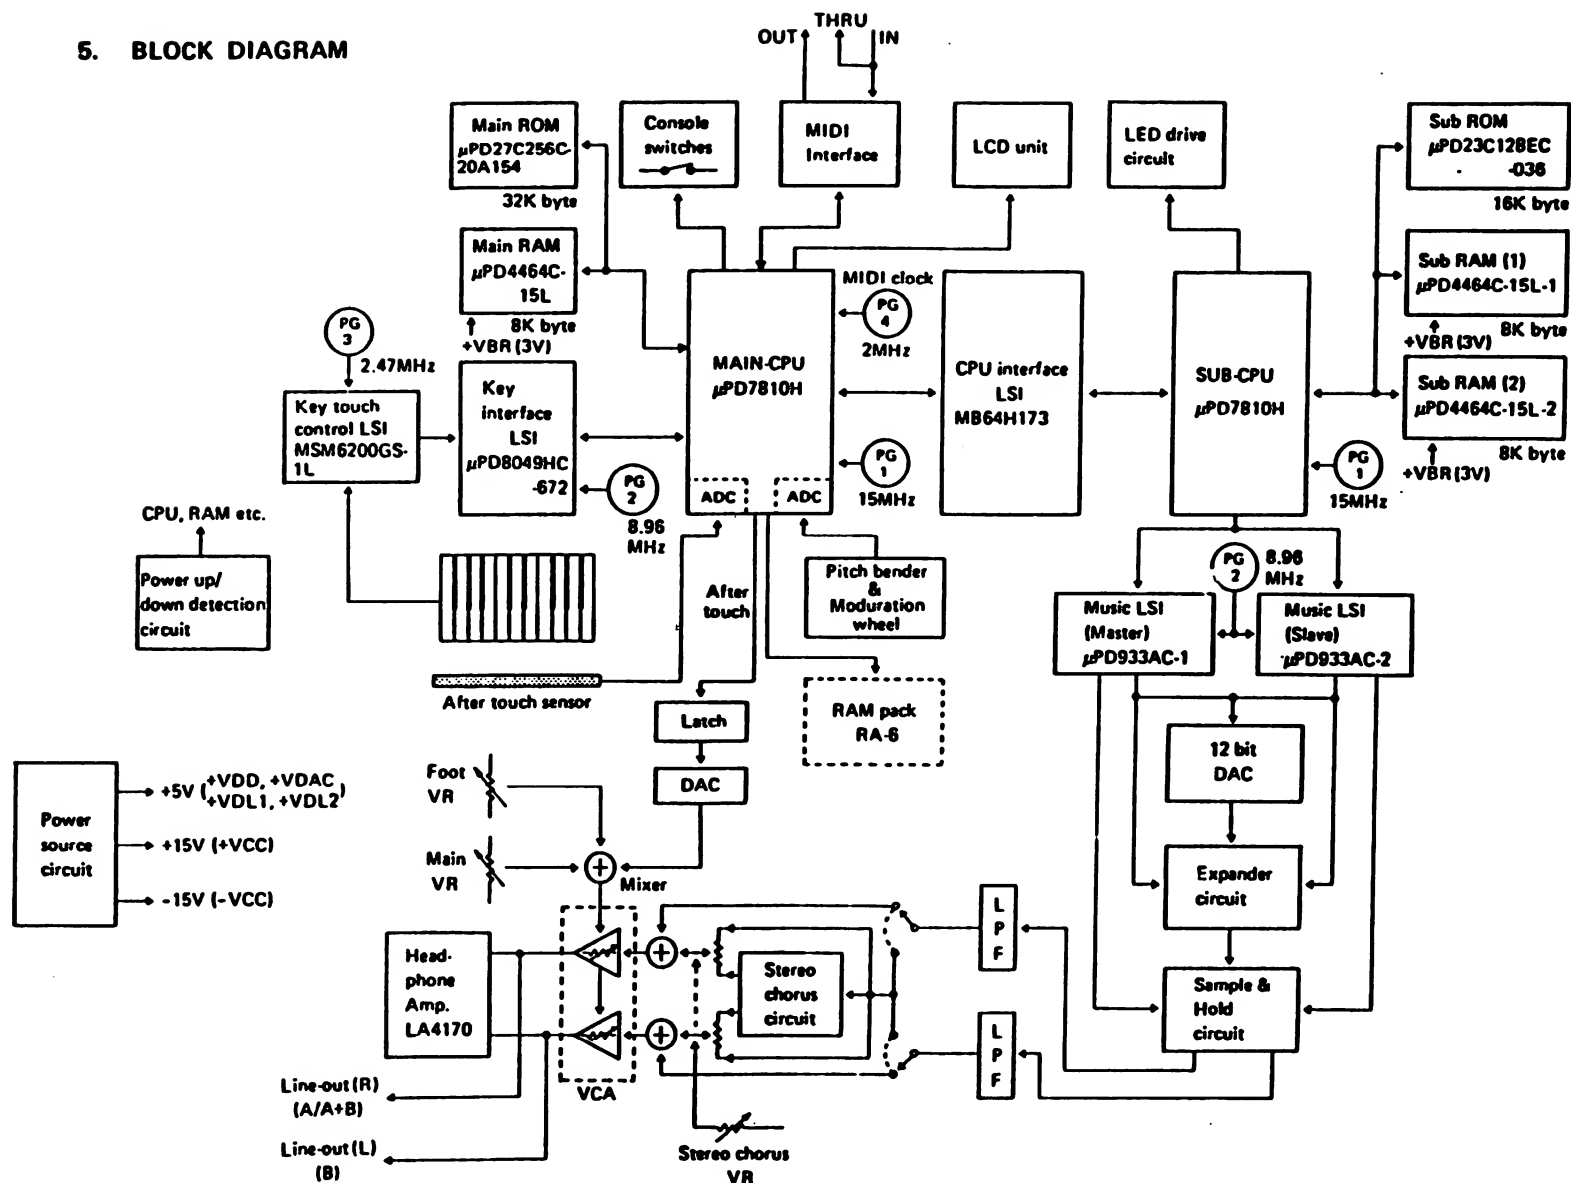 5. BLOCK DIAGRAM
OUT
THRU
IN
Main ROM
μPD27C256C-
20A154
32K byte
Console
switches
MIDI
Interface
LCD unit
LED drive
circuit
Sub ROM
μPD23C128EC
-036
16K byte
Main RAM
μPD4464C-
15L
8K byte
+VBR (3V)
Sub RAM (1)
μPD4464C-15L-1
8K byte
+VBR (3V)
Sub RAM (2)
μPD4464C-15L-2
8K byte
+VBR (3V)
PG
3
2.47MHz
Key touch
control LSI
MSM6200GS-
1L
Key
interface
LSI
μPD8049HC
-672
PG
2
8.96
MHz
MAIN-CPU
μPD7810H
ADC
ADC
MIDI clock
PG
4
2MHz
PG
1
15MHz
CPU interface
LSI
MB64H173
SUB-CPU
μPD7810H
PG
1
15MHz
CPU, RAM etc.
Power up/
down detection
circuit
After
touch
Pitch bender
&
Moduration
wheel
PG
2
8.96
MHz
Music LSI
(Master)
μPD933AC-1
Music LSI
(Slave)
μPD933AC-2
After touch sensor
Latch
DAC
RAM pack
RA-6
12 bit
DAC
Power
source
circuit
+5V (+VDD, +VDAC
+VDL1, +VDL2)
+15V (+VCC)
-15V (-VCC)
Foot
VR
Main
VR
Mixer
Expander
circuit
Head-
phone
Amp.
LA4170
VCA
Stereo
chorus
circuit
L
P
F
L
P
F
Sample &
Hold
circuit
Line-out (R)
(A/A+B)
Line-out (L)
(B)
Stereo chorus
VR